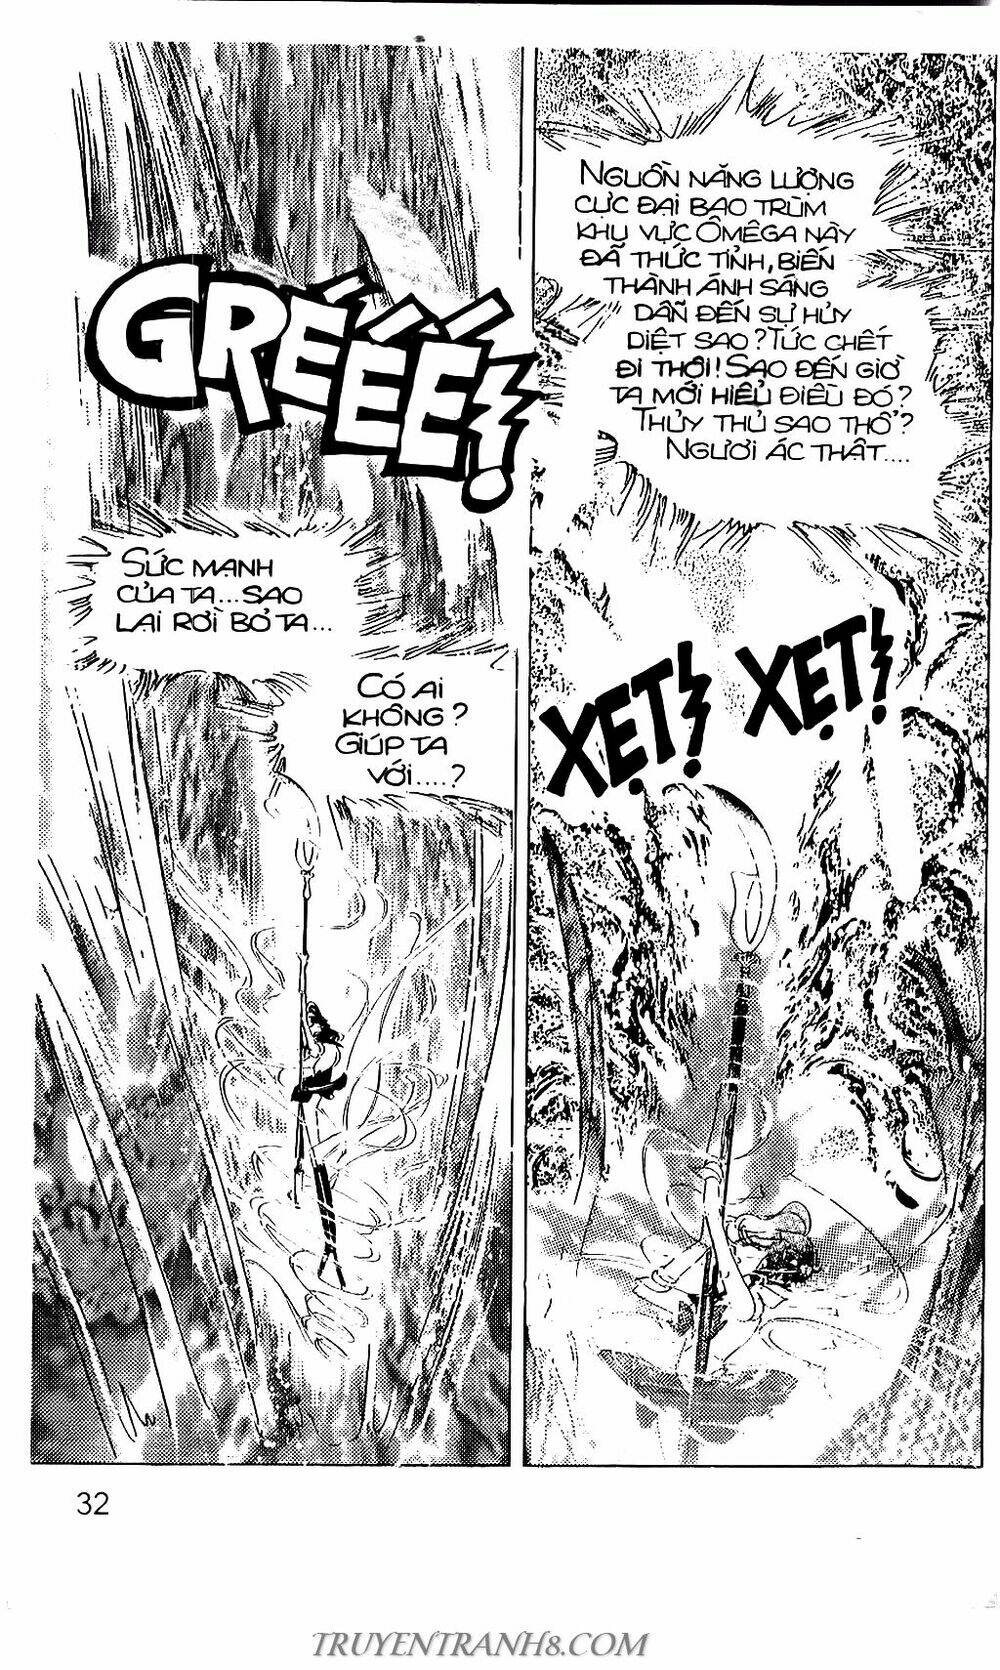 GRÉÉÉ!
SỨC MẠNH
CỦA TA...SAO
LẠI RỜI BỎ TA...
CÓ AI
KHÔNG?
GIÚP TA
VỚI....?
NGUỒN NĂNG LƯỢNG
CỰC ĐẠI BAO TRÙM
KHU VỰC ÔMÊGA NÀY
ĐÃ THỨC TỈNH, BIẾN
THÀNH ÁNH SÁNG
DẪN ĐẾN SỰ HỦY
DIỆT SAO? TỨC CHẾT
ĐI THÔI! SAO ĐẾN GIỜ
TA MỚI HIỂU ĐIỀU ĐÓ?
THỦY THỦ SAO THỔ?
NGƯƠI ÁC THẬT....
XẸT! XẸT!
32
TRUYENTRANH8.COM